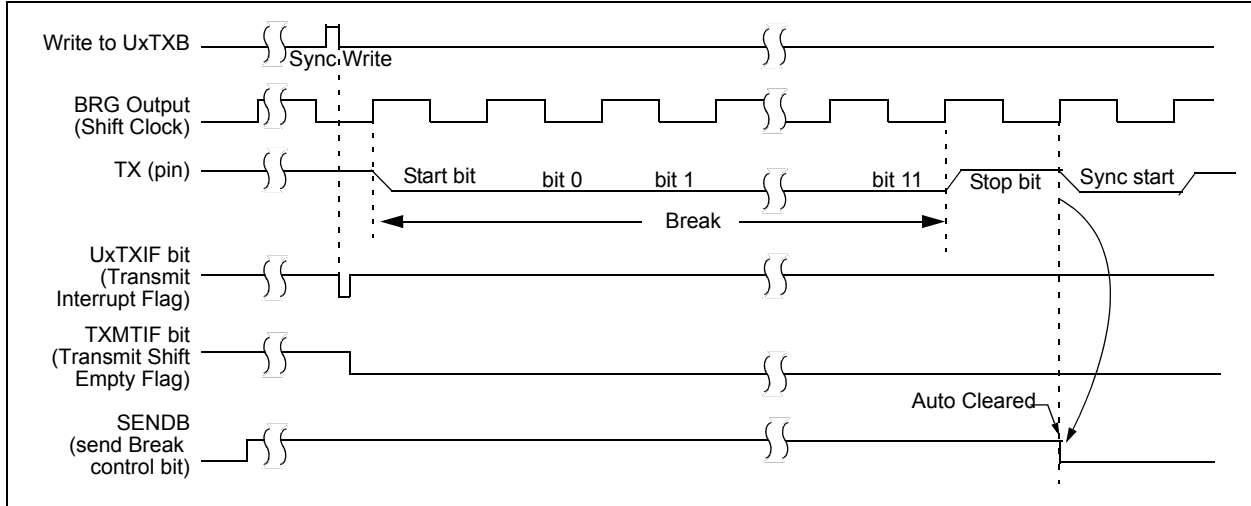 Write to UxTXB
Sync Write
BRG Output
(Shift Clock)
TX (pin)
Start bit
bit 0
bit 1
bit 11
Stop bit
Sync start
Break
UxTXIF bit
(Transmit
Interrupt Flag)
TXMTIF bit
(Transmit Shift
Empty Flag)
Auto Cleared
SENDB
(send Break
control bit)